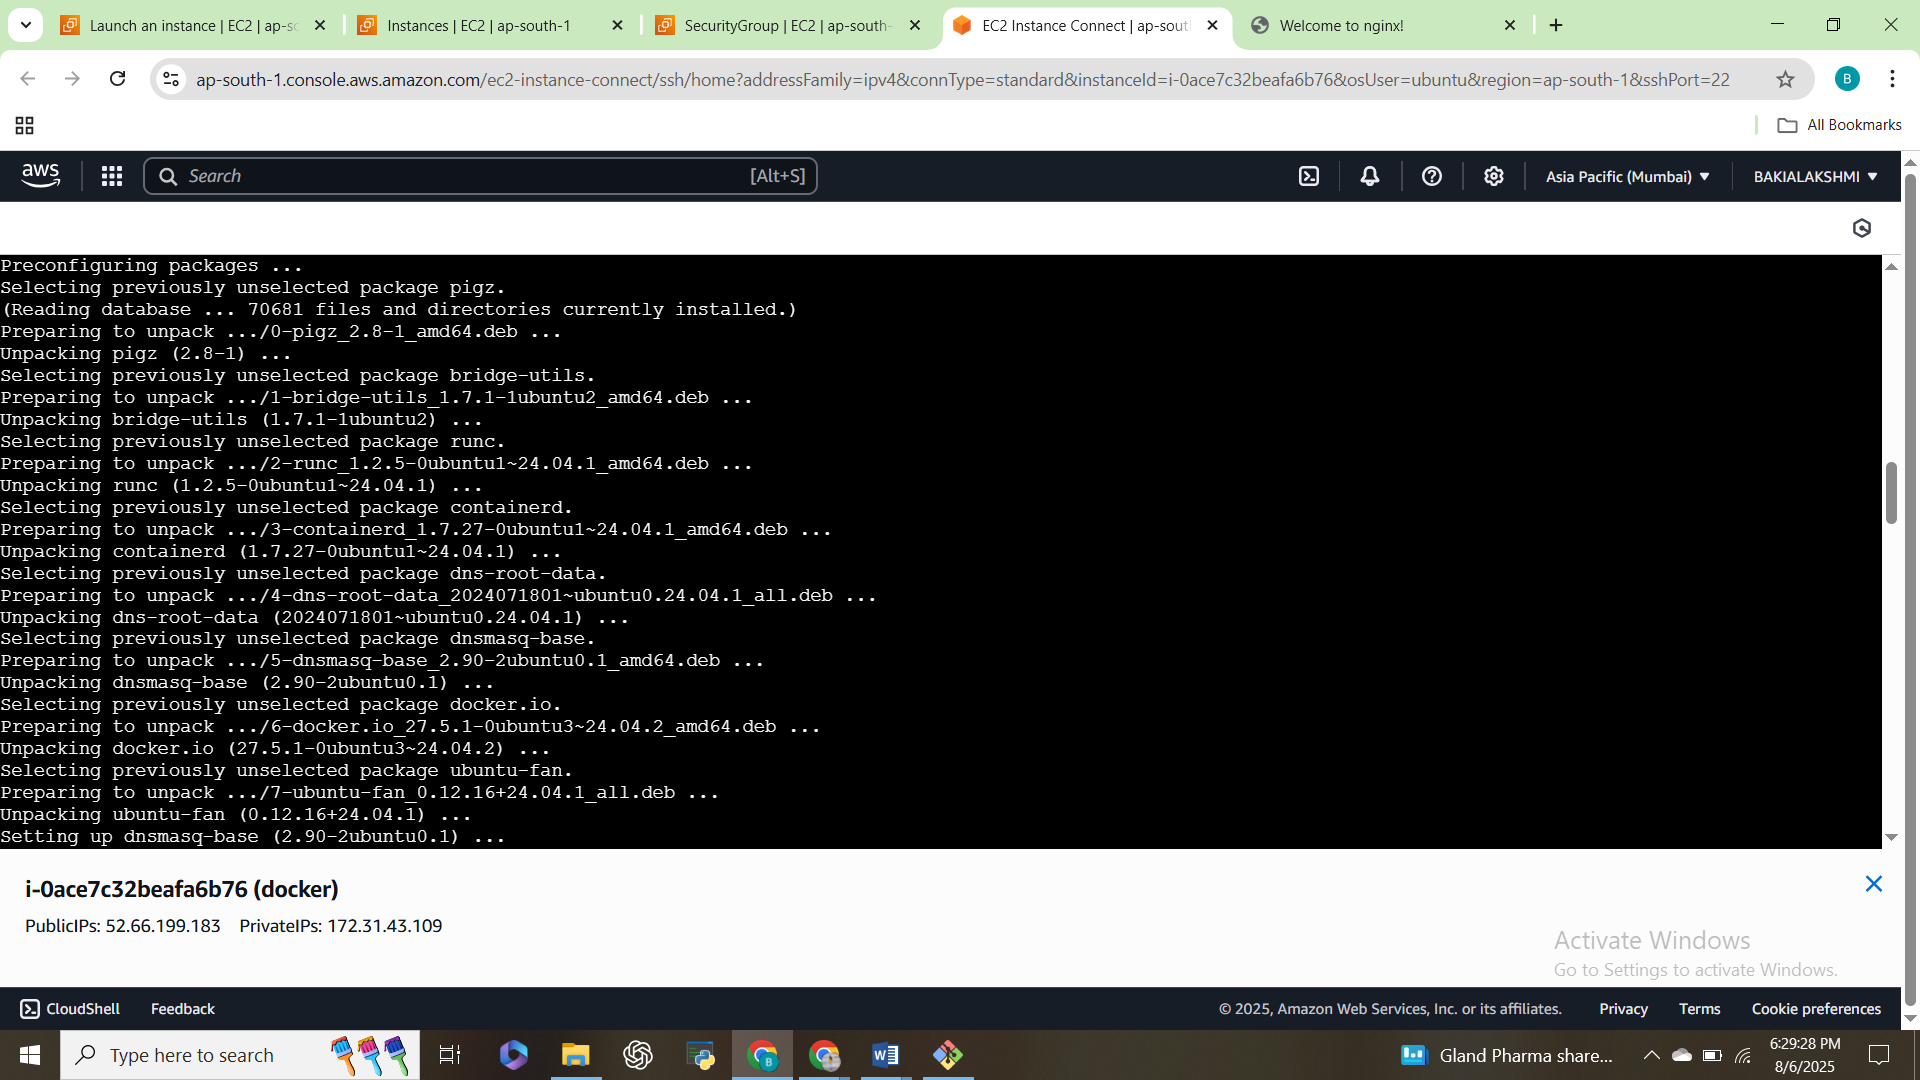 Launch an instance | EC2 | ap-sc
Instances | EC2 | ap-south-1
SecurityGroup | EC2 | ap-south-
EC2 Instance Connect | ap-sout
Welcome to nginx!
ap-south-1.console.aws.amazon.com/ec2-instance-connect/ssh/home?addressFamily=ipv4&connType=standard&instanceId=i-0ace7c32beafa6b76&osUser=ubuntu&region=ap-south-1&sshPort=22
B
All Bookmarks
aws
Search
[Alt+S]
Asia Pacific (Mumbai)
BAKIALAKSHMI
Preconfiguring packages ...
Selecting previously unselected package pigz.
(Reading database ... 70681 files and directories currently installed.)
Preparing to unpack .../0-pigz_2.8-1_amd64.deb ...
Unpacking pigz (2.8-1) ...
Selecting previously unselected package bridge-utils.
Preparing to unpack .../1-bridge-utils_1.7.1-1ubuntu2_amd64.deb ...
Unpacking bridge-utils (1.7.1-1ubuntu2) ...
Selecting previously unselected package runc.
Preparing to unpack .../2-runc_1.2.5-0ubuntu1~24.04.1_amd64.deb ...
Unpacking runc (1.2.5-0ubuntu1~24.04.1) ...
Selecting previously unselected package containerd.
Preparing to unpack .../3-containerd_1.7.27-0ubuntu1~24.04.1_amd64.deb ...
Unpacking containerd (1.7.27-0ubuntu1~24.04.1) ...
Selecting previously unselected package dns-root-data.
Preparing to unpack .../4-dns-root-data_2024071801~ubuntu0.24.04.1_all.deb ...
Unpacking dns-root-data (2024071801~ubuntu0.24.04.1) ...
Selecting previously unselected package dnsmasq-base.
Preparing to unpack .../5-dnsmasq-base_2.90-2ubuntu0.1_amd64.deb ...
Unpacking dnsmasq-base (2.90-2ubuntu0.1) ...
Selecting previously unselected package docker.io.
Preparing to unpack .../6-docker.io_27.5.1-0ubuntu3~24.04.2_amd64.deb ...
Unpacking docker.io (27.5.1-0ubuntu3~24.04.2) ...
Selecting previously unselected package ubuntu-fan.
Preparing to unpack .../7-ubuntu-fan_0.12.16+24.04.1_all.deb ...
Unpacking ubuntu-fan (0.12.16+24.04.1) ...
Setting up dnsmasq-base (2.90-2ubuntu0.1) ...
i-0ace7c32beafa6b76 (docker)
PublicIPs: 52.66.199.183 PrivateIPs: 172.31.43.109
Activate Windows
Go to Settings to activate Windows.
CloudShell
Feedback
© 2025, Amazon Web Services, Inc. or its affiliates.
Privacy
Terms
Cookie preferences
Type here to search
Gland Pharma share...
6:29:28 PM
8/6/2025